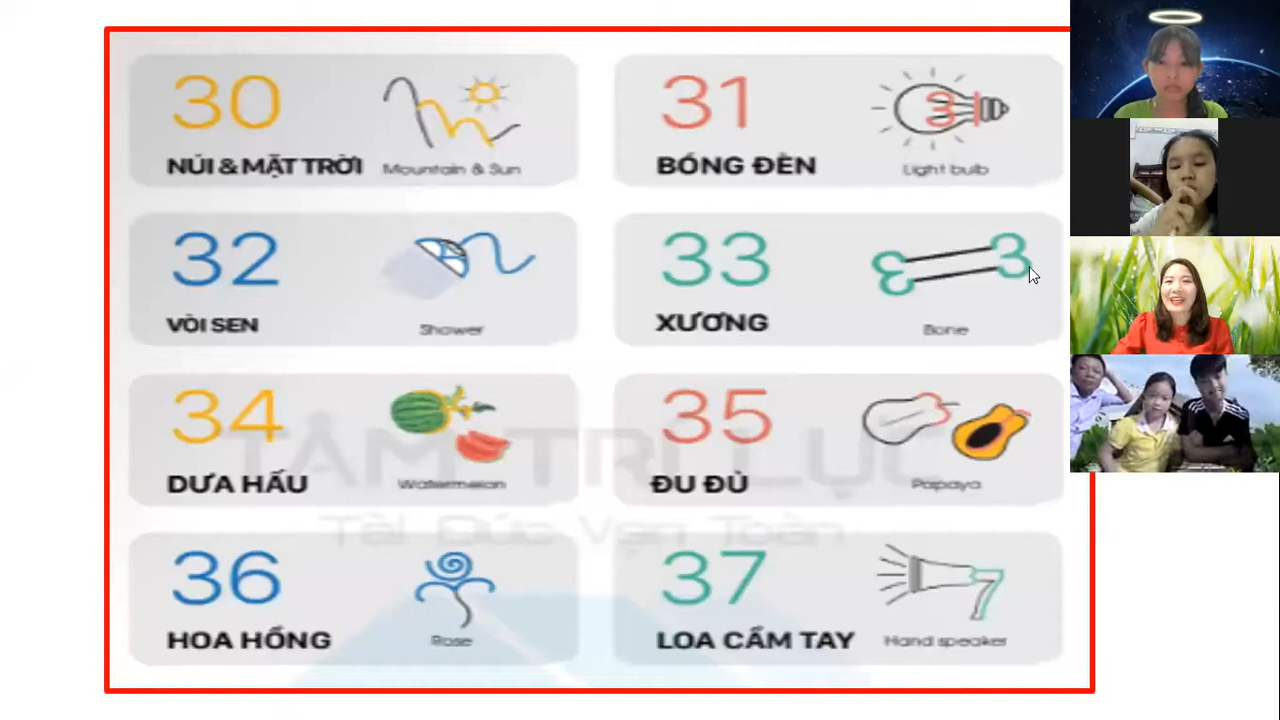 30
NÚI & MẶT TRỜI
Mountain & Sun
31
31
BÓNG ĐÈN
Light bulb
32
VÒI SEN
Shower
33
XƯƠNG
Bone
34
DƯA HẤU
Watermelon
35
ĐU ĐỦ
Papaya
TÂM TRÍ LỰC
Tài Đức Vẹn Toàn
36
HOA HỒNG
Rose
37
LOA CẦM TAY
Hand speaker